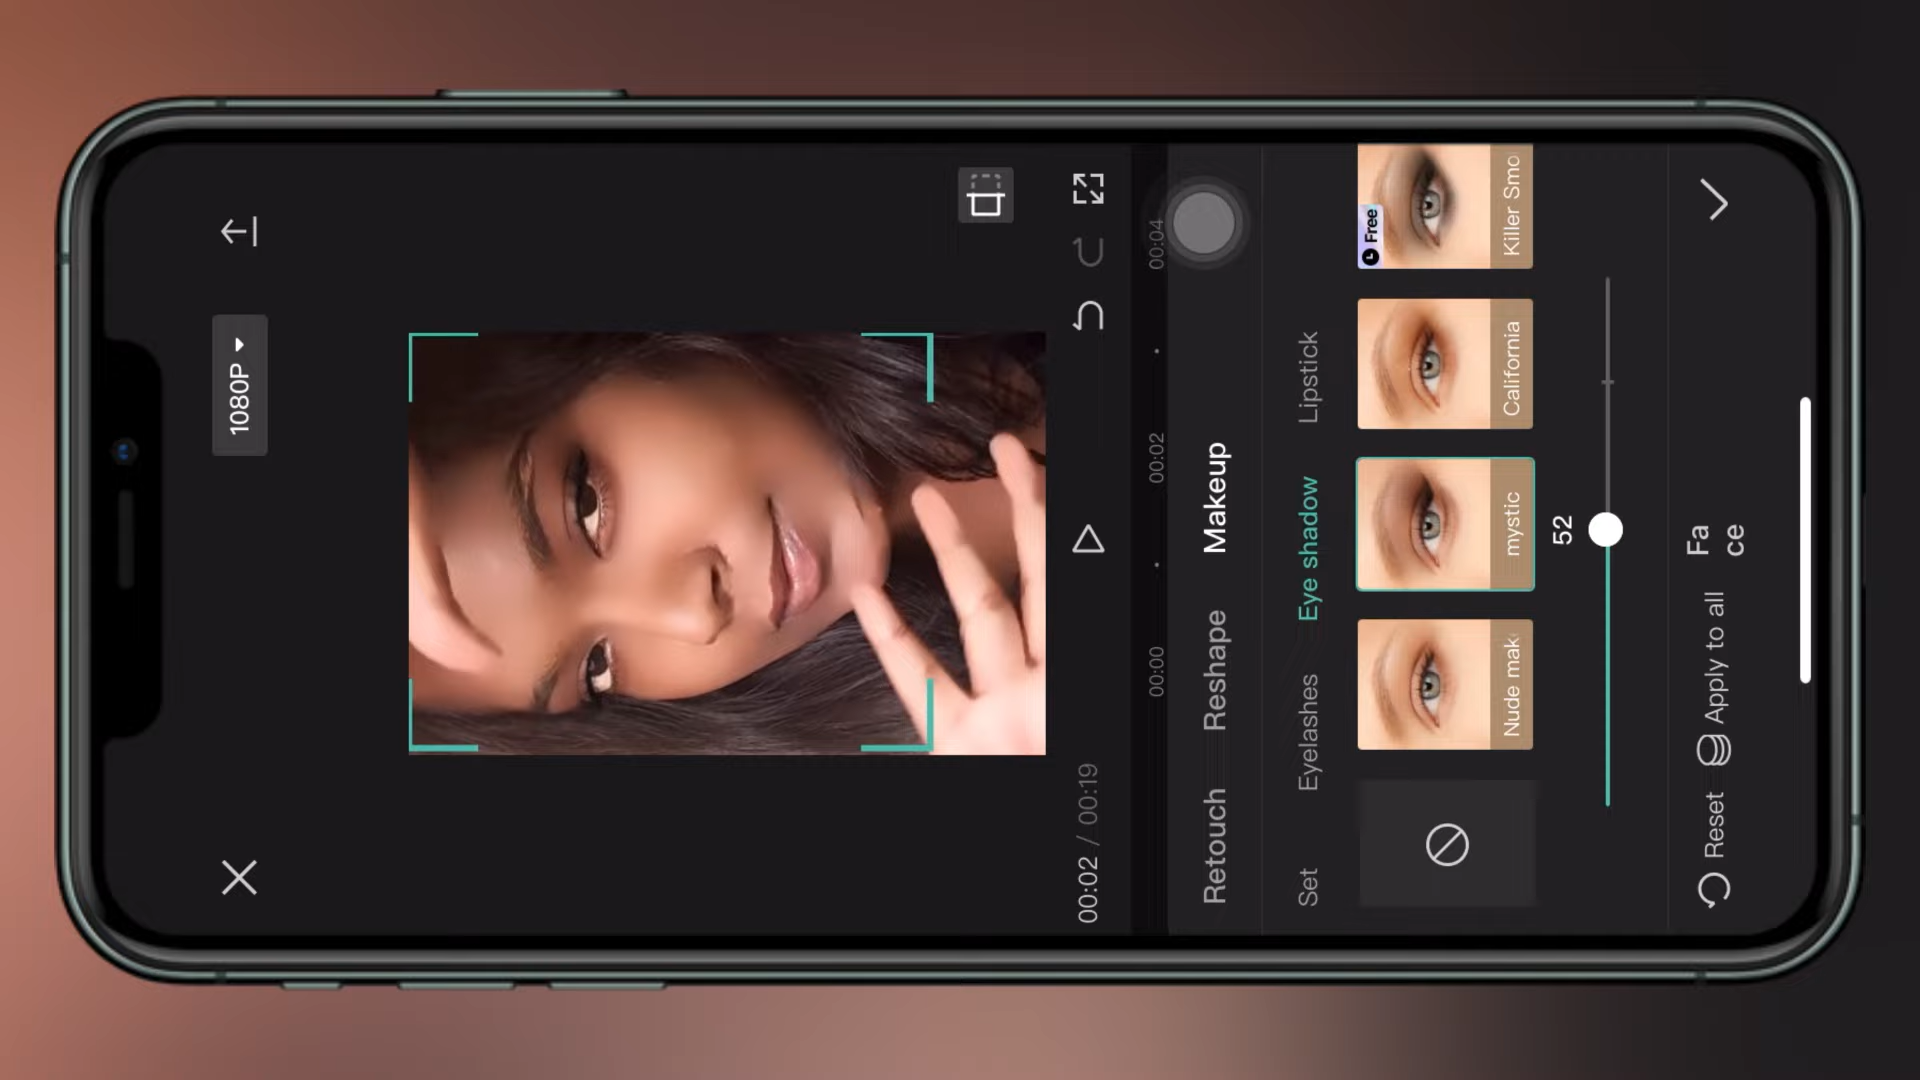 1080P
00:02 / 00:19
00:00
00:02
00:04
Retouch
Reshape
Makeup
Set
Eyelashes
Eye shadow
Lipstick
Nude mak
mystic
California
Free
Killer Smo
52
Reset
Apply to all
Fa
ce